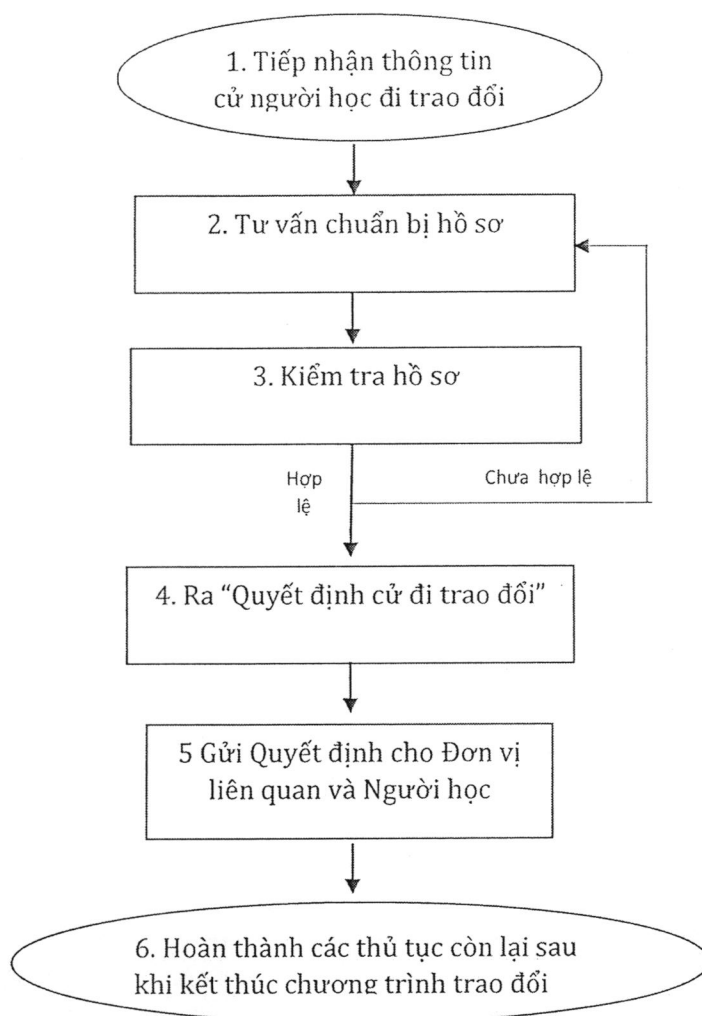 1. Tiếp nhận thông tin
cử người học đi trao đổi
2. Tư vấn chuẩn bị hồ sơ
3. Kiểm tra hồ sơ
Hợp
lệ
Chưa hợp lệ
4. Ra “Quyết định cử đi trao đổi”
5 Gửi Quyết định cho Đơn vị
liên quan và Người học
6. Hoàn thành các thủ tục còn lại sau
khi kết thúc chương trình trao đổi